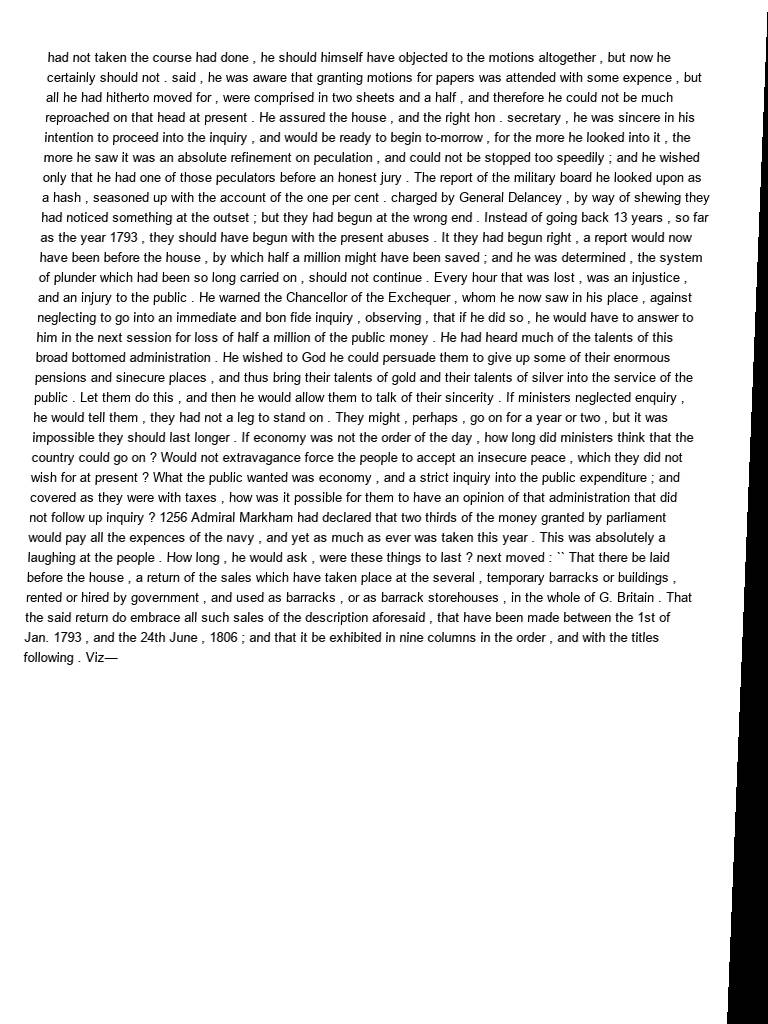 had not taken the course had done , he should himself have objected to the motions altogether , but now he
certainly should not . said , he was aware that granting motions for papers was attended with some expence , but
all he had hitherto moved for , were comprised in two sheets and a half , and therefore he could not be much
reproached on that head at present . He assured the house , and the right hon . secretary , he was sincere in his
intention to proceed into the inquiry , and would be ready to begin to-morrow , for the more he looked into it , the
more he saw it was an absolute refinement on peculation , and could not be stopped too speedily ; and he wished
only that he had one of those peculators before an honest jury . The report of the military board he looked upon as
a hash , seasoned up with the account of the one per cent . charged by General Delancey , by way of shewing they
had noticed something at the outset ; but they had begun at the wrong end . Instead of going back 13 years , so far
as the year 1793 , they should have begun with the present abuses . It they had begun right , a report would now
have been before the house , by which half a million might have been saved ; and he was determined , the system
of plunder which had been so long carried on , should not continue . Every hour that was lost , was an injustice ,
and an injury to the public . He warned the Chancellor of the Exchequer , whom he now saw in his place , against
neglecting to go into an immediate and bon fide inquiry , observing , that if he did so , he would have to answer to
him in the next session for loss of half a million of the public money . He had heard much of the talents of this
broad bottomed administration . He wished to God he could persuade them to give up some of their enormous
pensions and sinecure places , and thus bring their talents of gold and their talents of silver into the service of the
public . Let them do this , and then he would allow them to talk of their sincerity . If ministers neglected enquiry ,
he would tell them , they had not a leg to stand on . They might , perhaps , go on for a year or two , but it was
impossible they should last longer . If economy was not the order of the day , how long did ministers think that the
country could go on ? Would not extravagance force the people to accept an insecure peace , which they did not
wish for at present ? What the public wanted was economy , and a strict inquiry into the public expenditure ; and
covered as they were with taxes , how was it possible for them to have an opinion of that administration that did
not follow up inquiry ? 1256 Admiral Markham had declared that two thirds of the money granted by parliament
would pay all the expences of the navy , and yet as much as ever was taken this year . This was absolutely a
laughing at the people . How long , he would ask , were these things to last ? next moved : `` That there be laid
before the house , a return of the sales which have taken place at the several , temporary barracks or buildings ,
rented or hired by government , and used as barracks , or as barrack storehouses , in the whole of G. Britain . That
the said return do embrace all such sales of the description aforesaid , that have been made between the 1st of
Jan. 1793 , and the 24th June , 1806 ; and that it be exhibited in nine columns in the order , and with the titles
following . Viz—